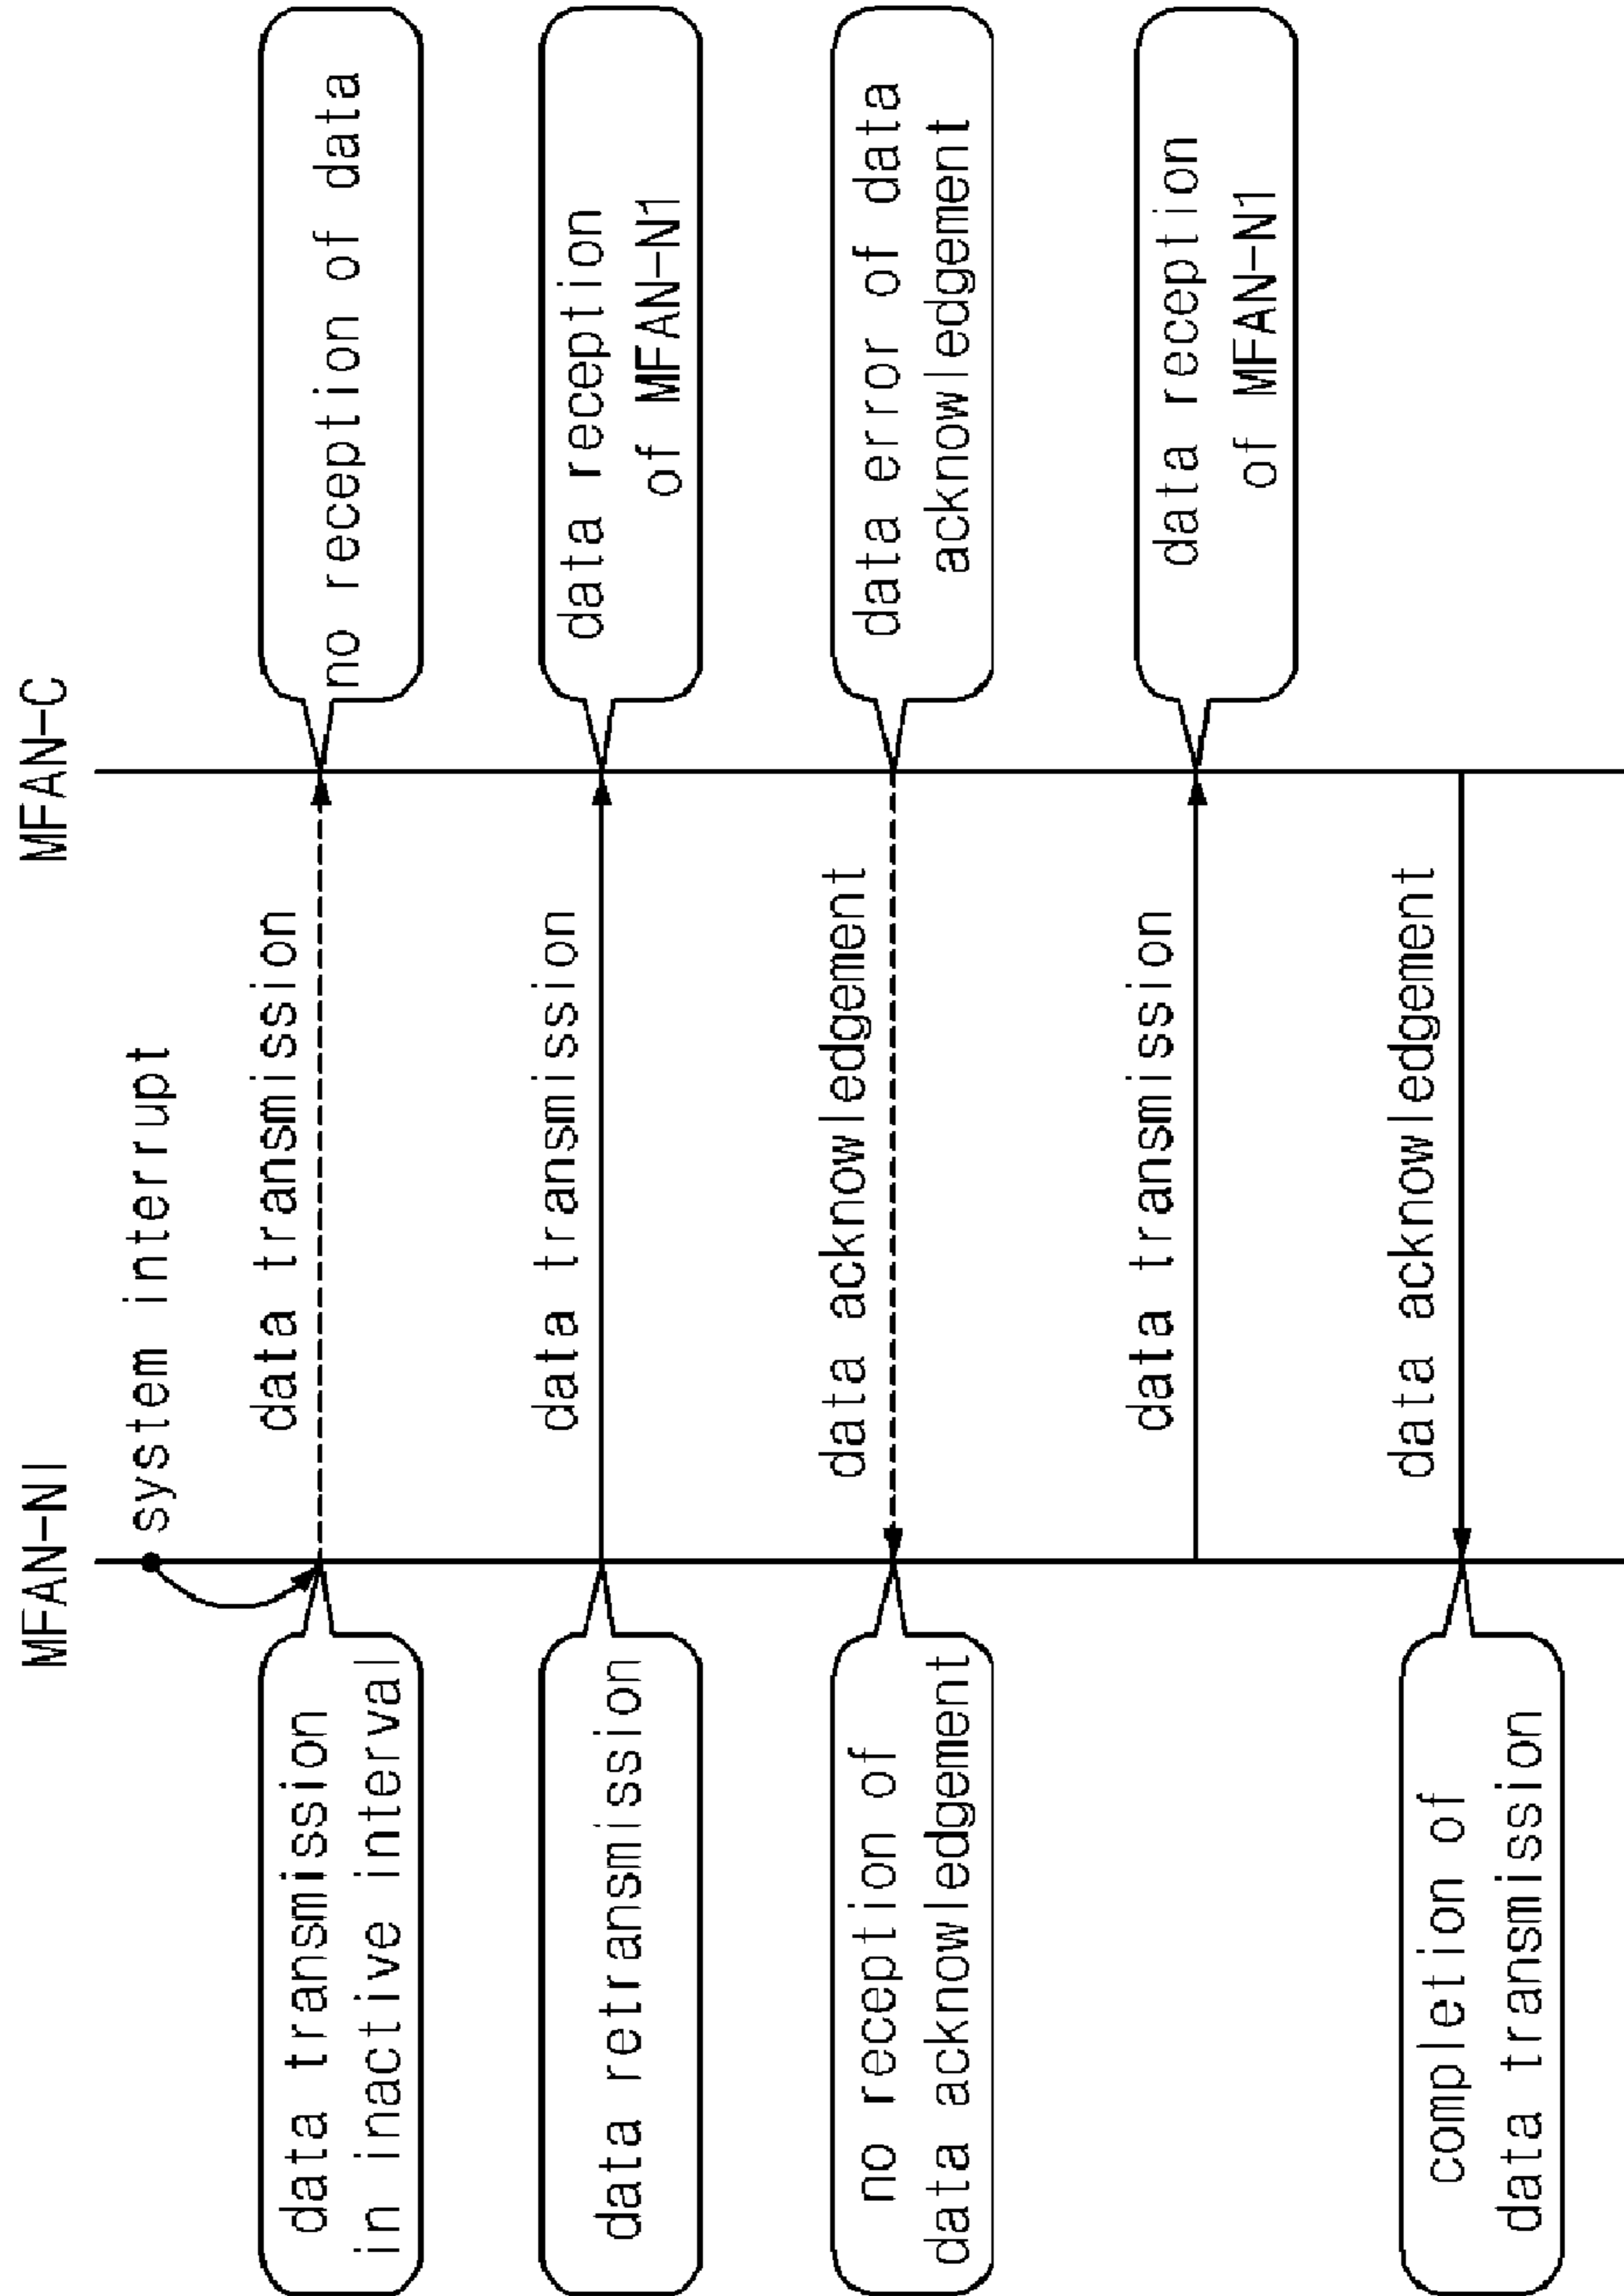 MFAN-N1
MFAN-C
system interrupt
data transmission
in inactive interval
data transmission
no reception of data
data retransmission
data transmission
data reception
of MFAN-N1
no reception of
data acknowledgement
data acknowledgement
data error of data
acknowledgement
data transmission
data reception
of MFAN-N1
completion of
data transmission
data acknowledgement